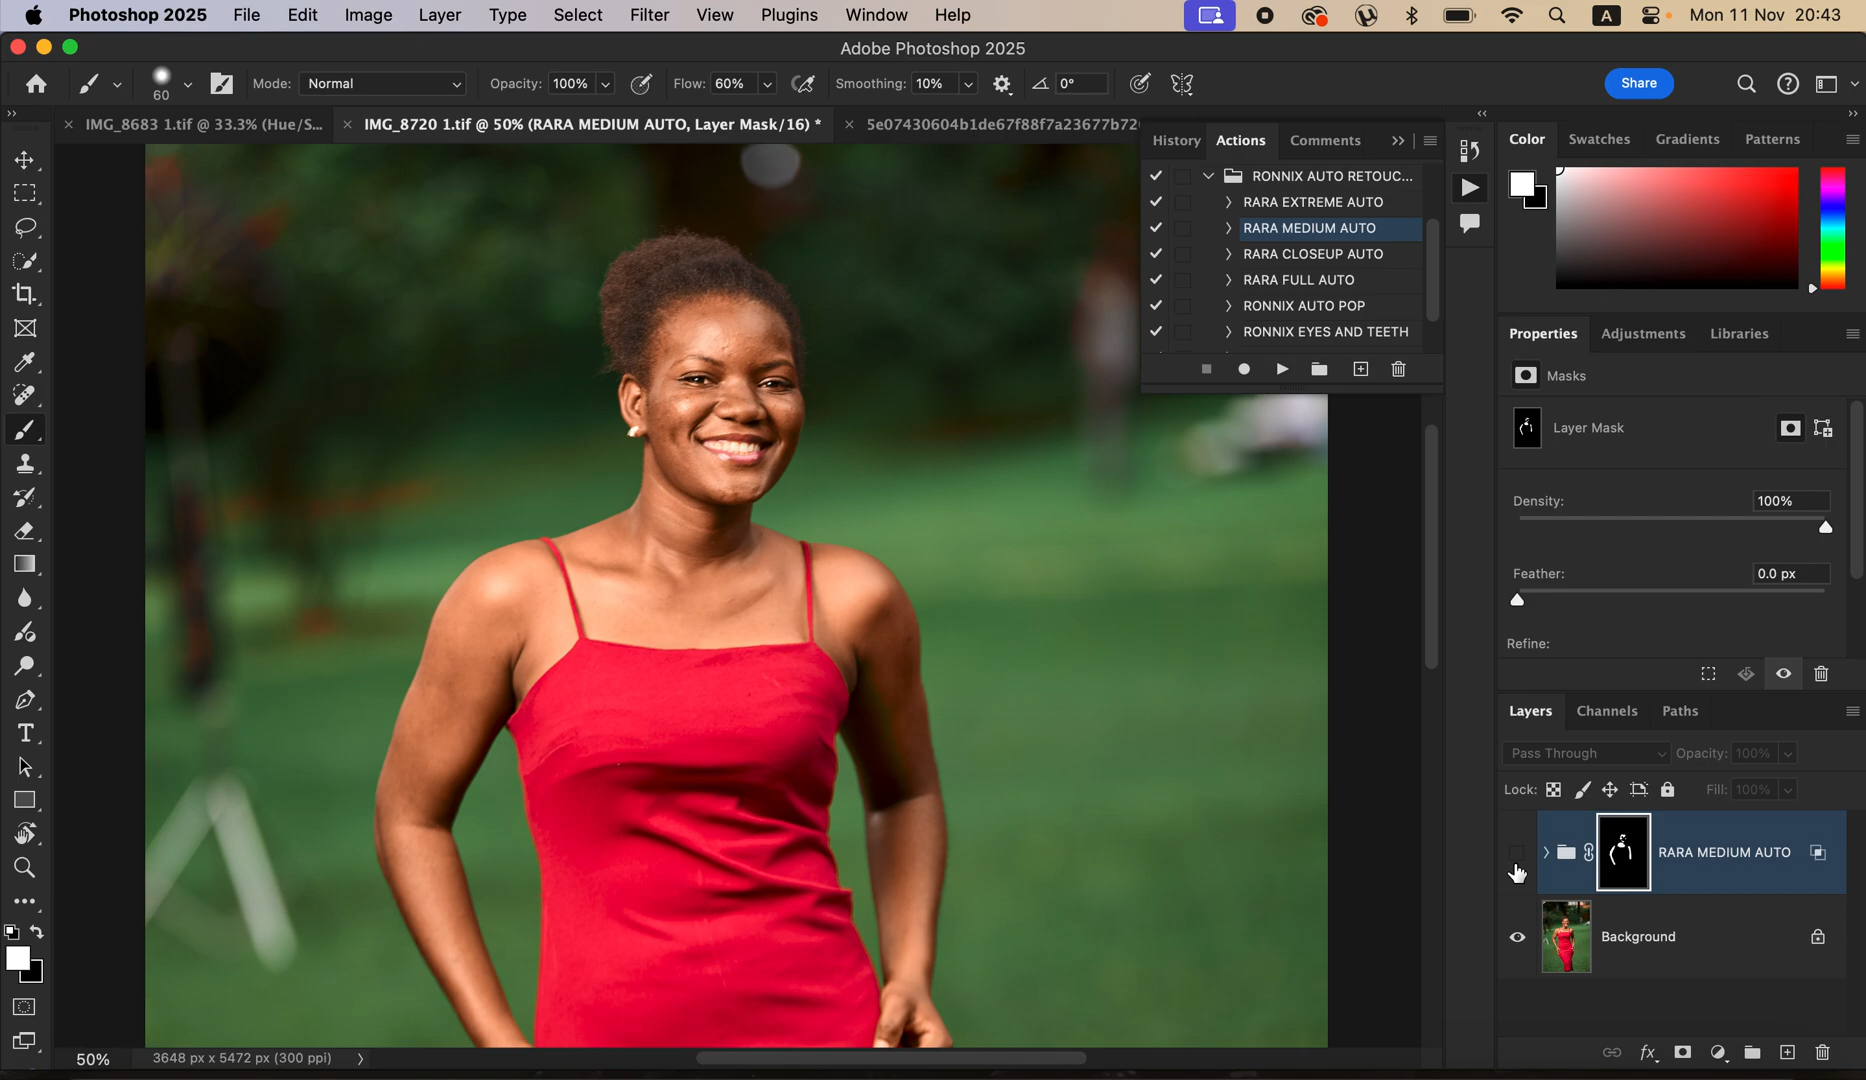 Photoshop 2025 File Edit Image Layer Type Select Filter View Plugins Window Help A Mon 11 Nov 20:43
Adobe Photoshop 2025
60 Mode: Normal Opacity: 100% Flow: 60% Smoothing: 10% 0° Share
IMG_8683 1.tif @ 33.3% (Hue/S... IMG_8720 1.tif @ 50% (RARA MEDIUM AUTO, Layer Mask/16) * 5e07430604b1de67f88f7a23677b72
History Actions Comments
RONNIX AUTO RETOUC...
RARA EXTREME AUTO
RARA MEDIUM AUTO
RARA CLOSEUP AUTO
RARA FULL AUTO
RONNIX AUTO POP
RONNIX EYES AND TEETH
Color Swatches Gradients Patterns
Properties Adjustments Libraries
Masks
Layer Mask
Density: 100%
Feather: 0.0 px
Refine:
Layers Channels Paths
Pass Through Opacity: 100%
Lock: Fill: 100%
RARA MEDIUM AUTO
Background
fx
50% 3648 px x 5472 px (300 ppi)